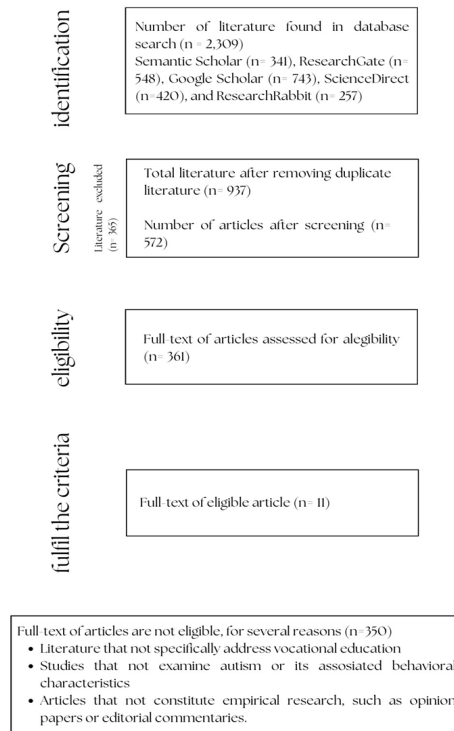 identification
Number of literature found in database
search (n = 2,309)
Semantic Scholar (n= 341), ResearchGate (n=
548), Google Scholar (n= 743), ScienceDirect
(n=420), and ResearchRabbit (n= 257)
Screening
Literature excluded
(n= 365)
Total literature after removing duplicate
literature (n= 937)
Number of articles after screening (n=
572)
eligibility
Full-text of articles assessed for alegibility
(n= 361)
fulfil the criteria
Full-text of eligible article (n= 11)
Full-text of articles are not eligible, for several reasons (n=350)
• Literature that not specifically address vocational education
• Studies that not examine autism or its assosiated behavioral
characteristics
• Articles that not constitute empirical research, such as opinion
papers or editorial commentaries.